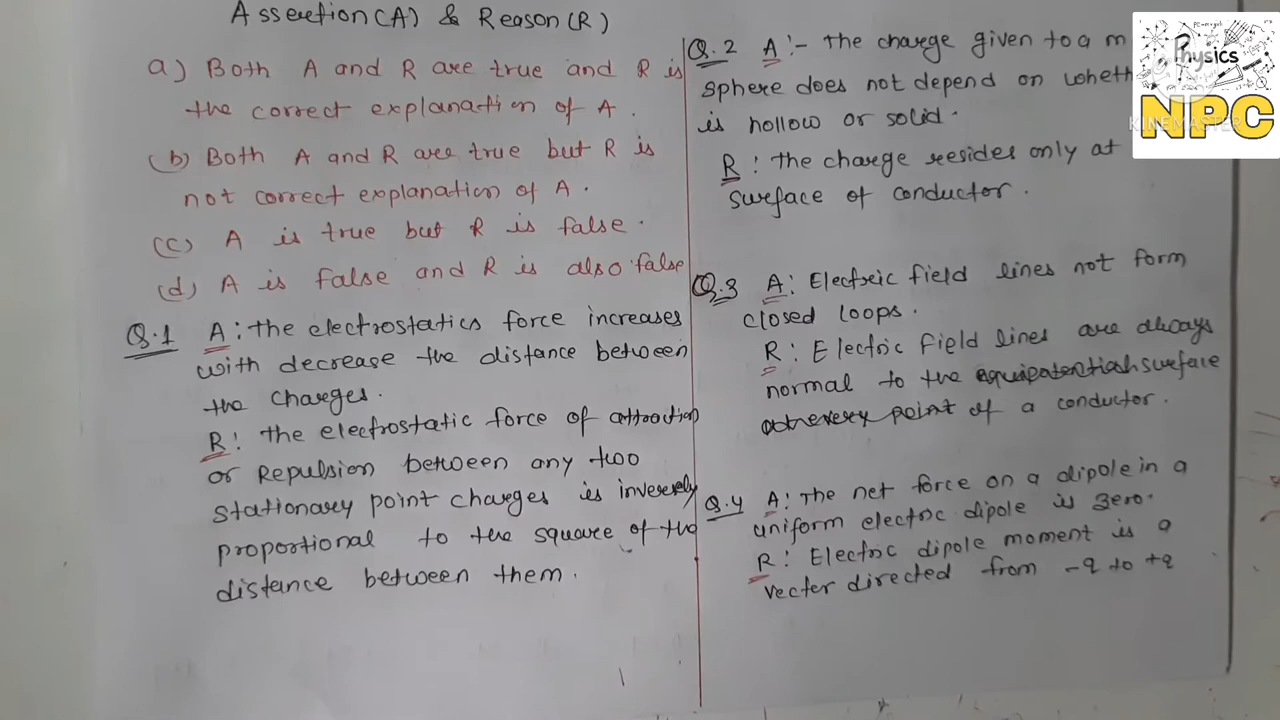 Assertion(A) & Reason(R)
a) Both A and R are true and R is
the correct explanation of A.
(b) Both A and R are true but R is
not correct explanation of A.
(c) A is true but R is false.
(d) A is false and R is also false
Q.1 A: the electrostatics force increases
with decrease the distance between
the charges.
R: the electrostatic force of attraction
or Repulsion between any two
stationary point charges is inversely
proportional to the square of the
distance between them.
Q.2 A:- the charge given to a m
sphere does not depend on wheth
is hollow or solid.
R: the charge resides only at
surface of conductor.
Q.3 A: Electric field lines not form
closed loops.
R: Electric field lines are always
normal to the equipotential surface
at every point of a conductor.
Q.4 A: The net force on a dipole in a
uniform electric dipole is zero.
R: Electric dipole moment is a
vecter directed from -q to +q
Physics
NPC
KINEMASTER